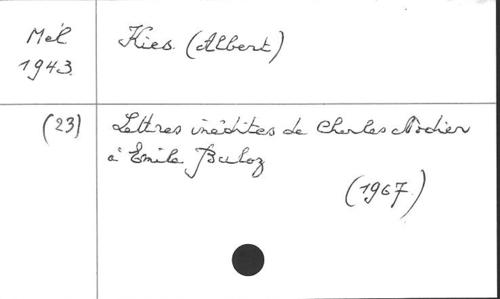 Mél Kies. (Albert)
1943.
(23) Lettres inédites de Charles Nodier
à Emile Buloz
(1967)